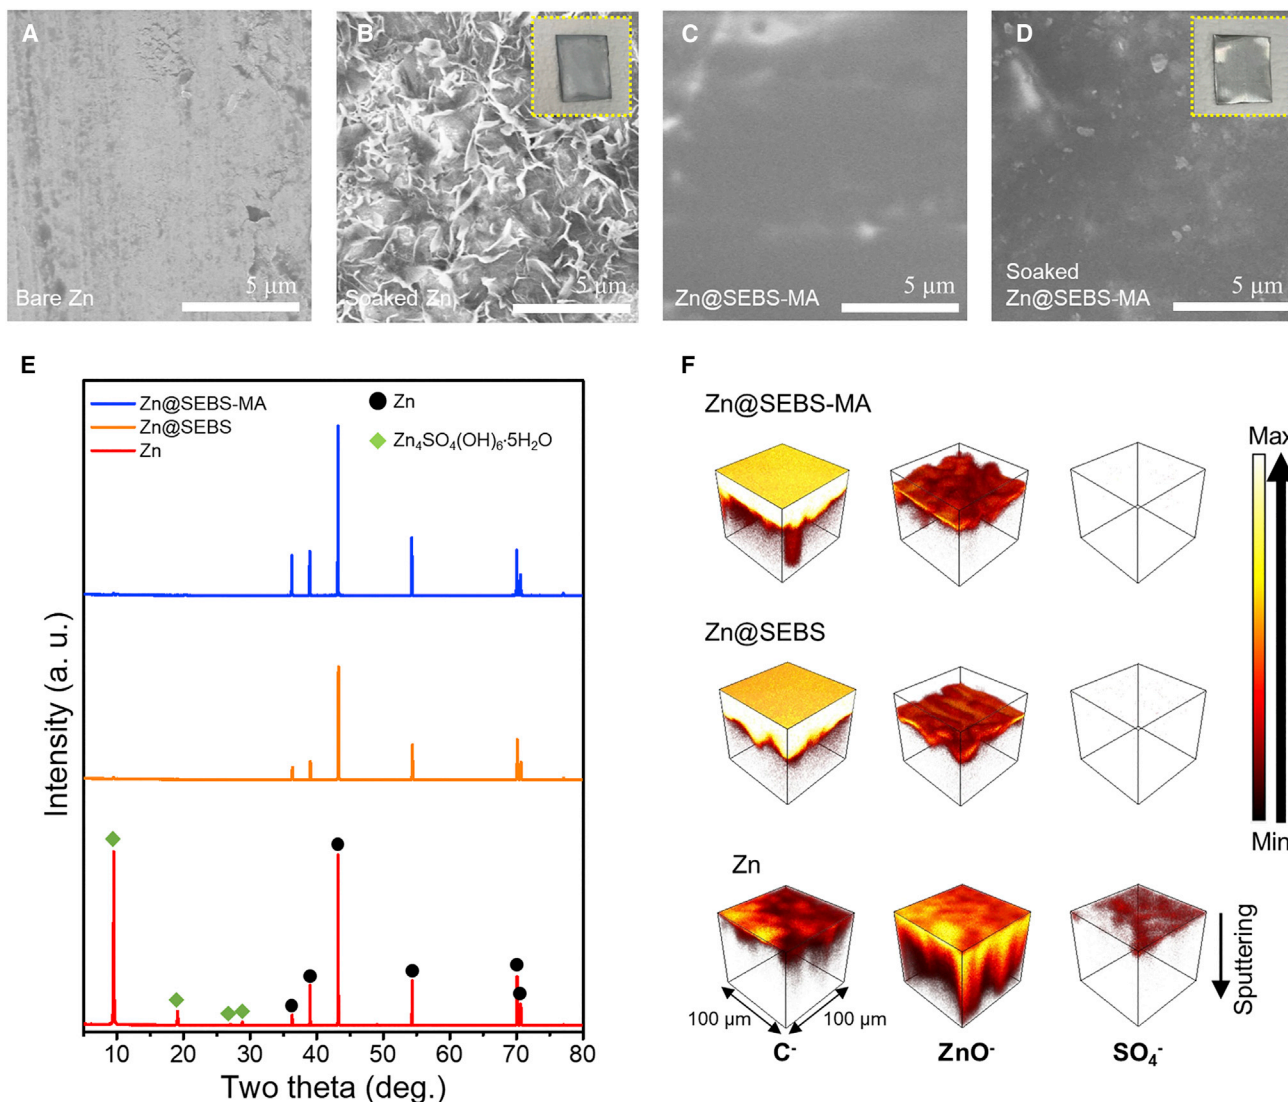 A
Bare Zn
5 μm
B
Soaked Zn
5 μm
C
Zn@SEBS-MA
5 μm
D
Soaked
Zn@SEBS-MA
5 μm
E
Zn@SEBS-MA
Zn@SEBS
Zn
Zn
Zn₄SO₄(OH)₆·5H₂O
Intensity (a. u.)
10 20 30 40 50 60 70 80
Two theta (deg.)
F
Zn@SEBS-MA
Max
Zn@SEBS
Min
Zn
Sputtering
100 μm
100 μm
C⁻
ZnO⁻
SO₄⁻